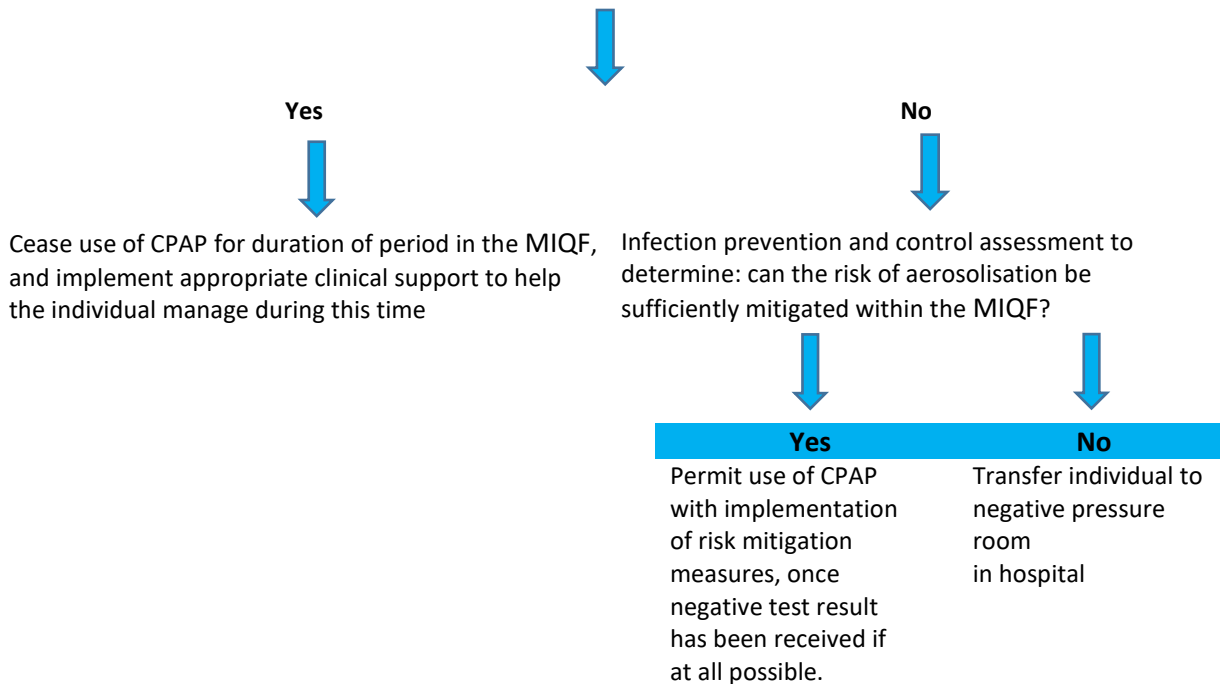 Yes
No
Cease use of CPAP for duration of period in the MIQF,
and implement appropriate clinical support to help
the individual manage during this time
Infection prevention and control assessment to
determine: can the risk of aerosolisation be
sufficiently mitigated within the MIQF?
Yes
Permit use of CPAP
with implementation
of risk mitigation
measures, once
negative test result
has been received if
at all possible.
No
Transfer individual to
negative pressure
room
in hospital